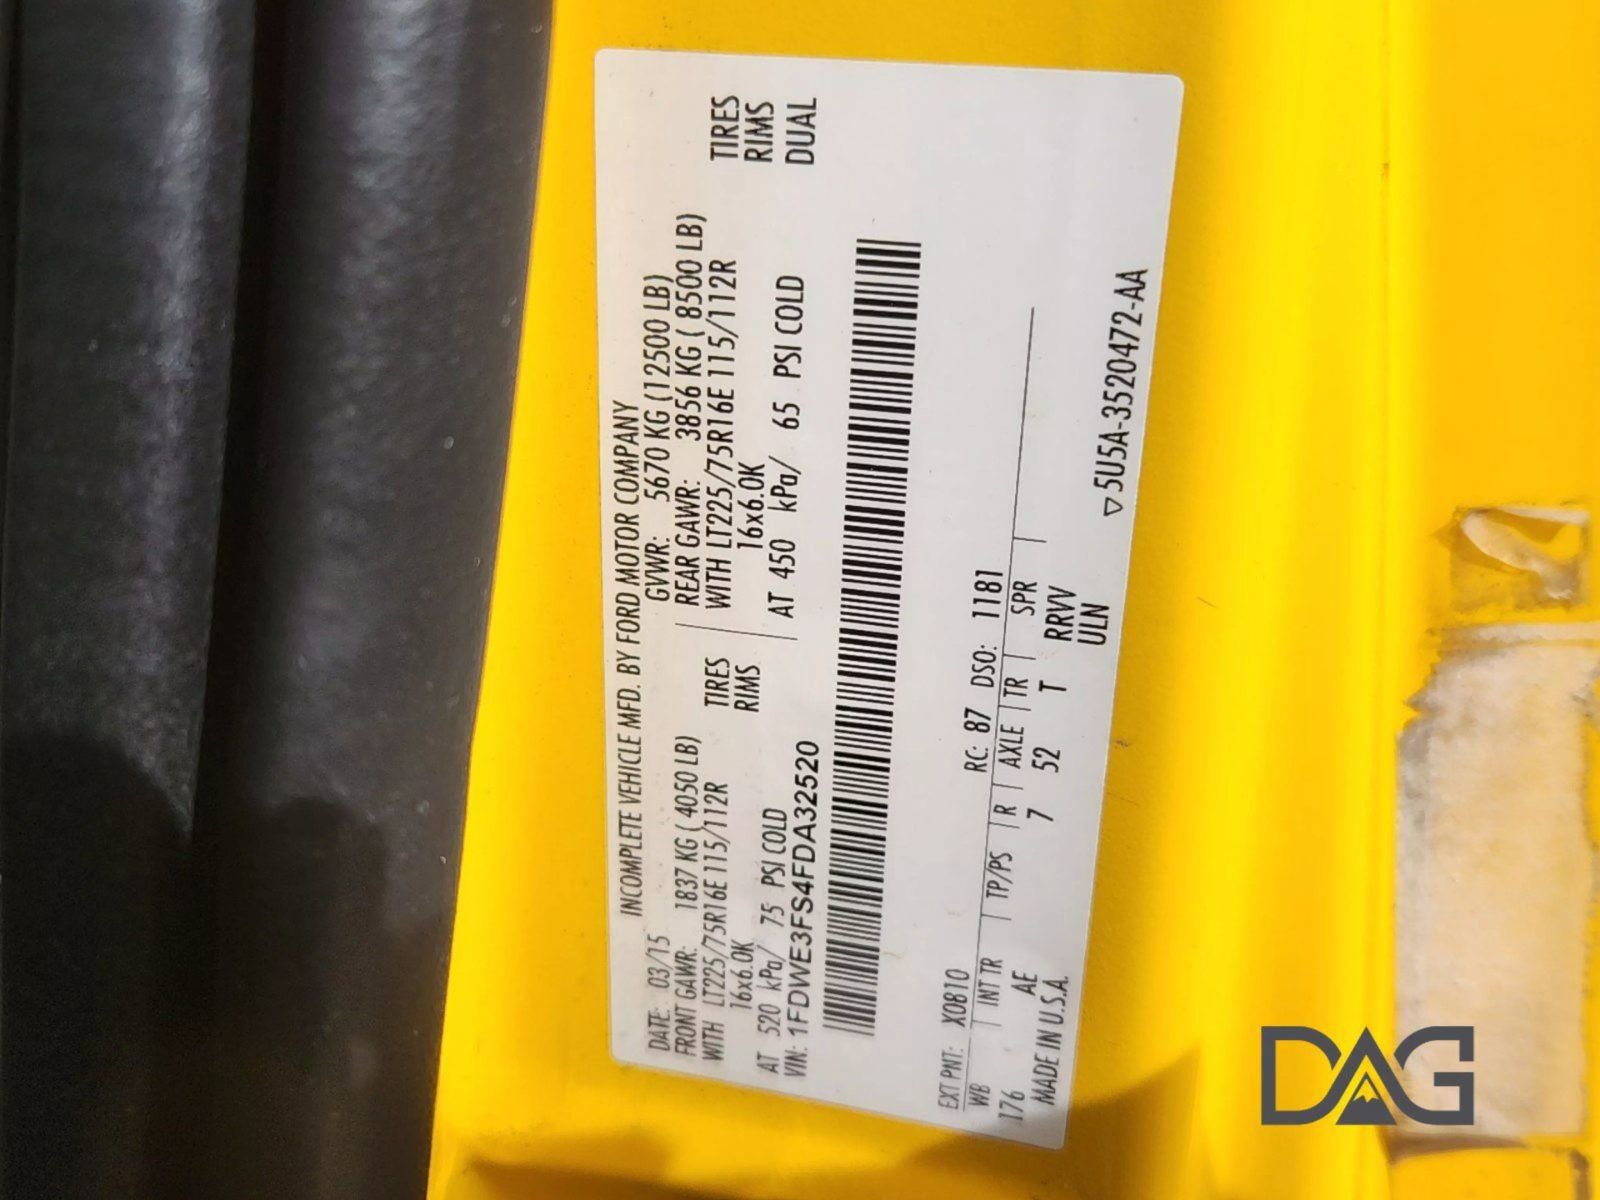 INCOMPLETE VEHICLE MFD. BY FORD MOTOR COMPANY
DATE: 03/15 GVWR: 5670 KG (12500 LB)
FRONT GAWR: 1837 KG ( 4050 LB) REAR GAWR: 3856 KG ( 8500 LB)
WITH LT225/75R16E 115/112R TIRES WITH LT225/75R16E 115/112R TIRES
16x6.0K RIMS 16x6.0K RIMS
AT 520 kPa/ 75 PSI COLD AT 450 kPa/ 65 PSI COLD DUAL
VIN: 1FDWE3FS4FDA32520
EXT PNT: X0810 RC: 87 DSO: 1181
WB INT TR TP/PS R AXLE TR SPR
176 AE 7 52 T RRVV
MADE IN U.S.A. ULN
▽5U5A-3520472-AA
DAG